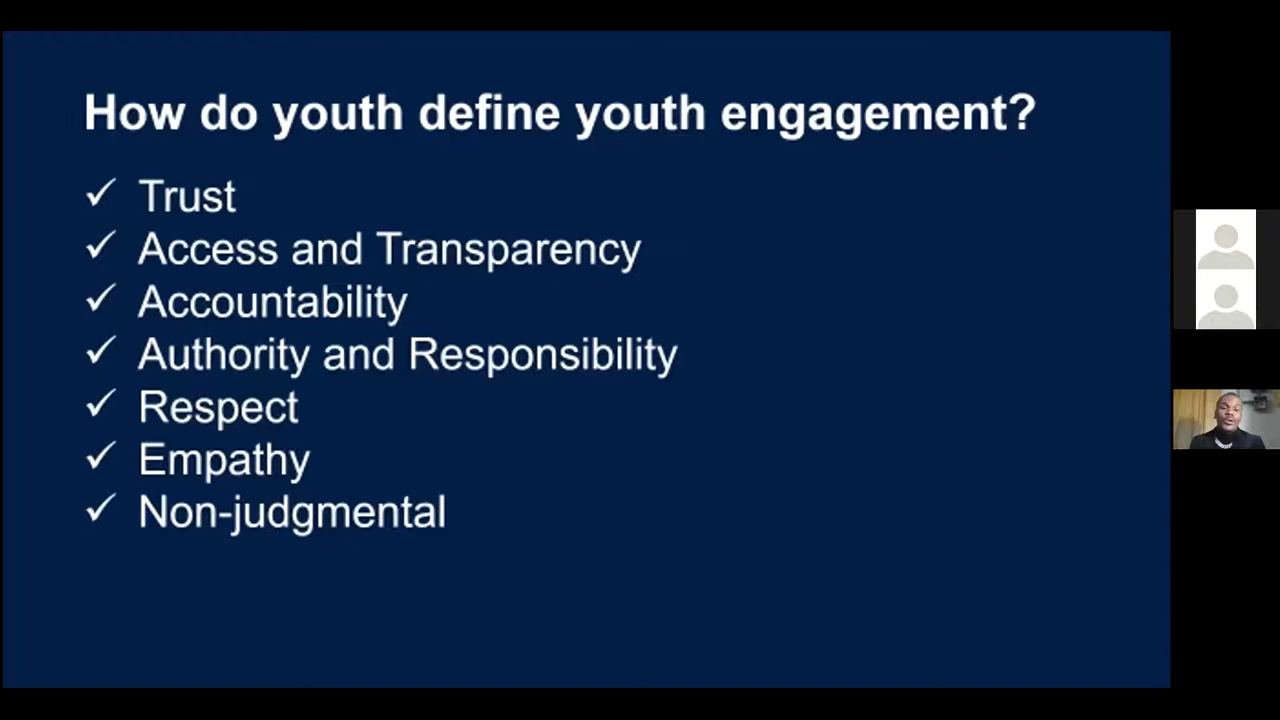 How do youth define youth engagement?
✓ Trust
✓ Access and Transparency
✓ Accountability
✓ Authority and Responsibility
✓ Respect
✓ Empathy
✓ Non-judgmental